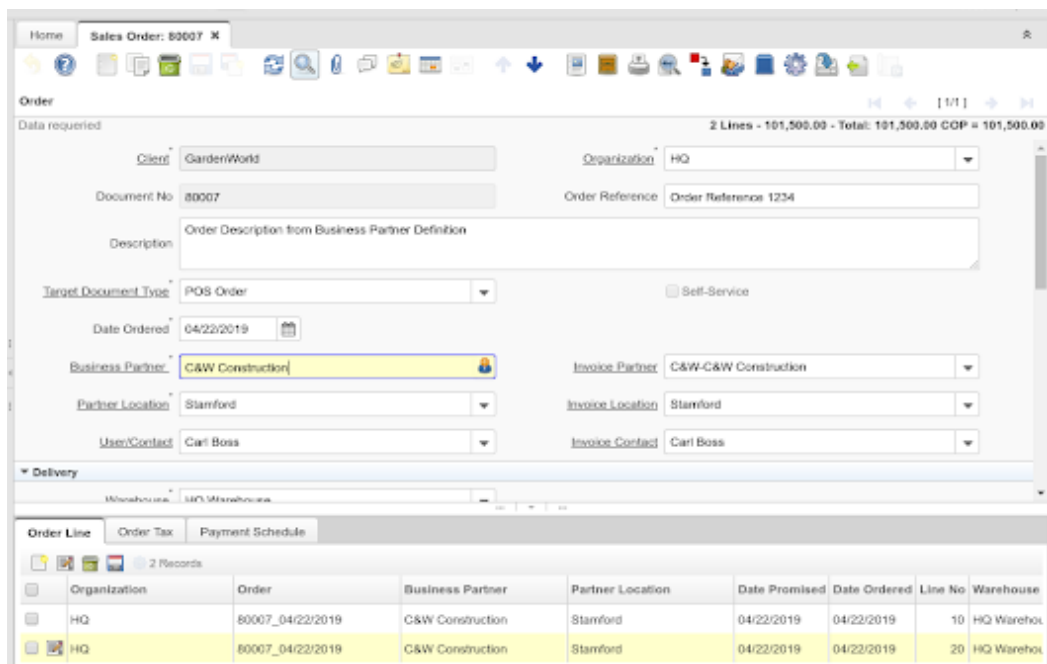 Home Sales Order: 80007
Order [1/1]
Data requeried 2 Lines - 101,500.00 - Total: 101,500.00 COP = 101,500.00
Client GardenWorld Organization HQ
Document No 80007 Order Reference Order Reference 1234
Description Order Description from Business Partner Definition
Target Document Type POS Order Self-Service
Date Ordered 04/22/2019
Business Partner C&W Construction Invoice Partner C&W-C&W Construction
Partner Location Stamford Invoice Location Stamford
User/Contact Carl Boss Invoice Contact Carl Boss
Delivery
Warehouse HQ Warehouse
Order Line Order Tax Payment Schedule
2 Records
Organization Order Business Partner Partner Location Date Promised Date Ordered Line No Warehouse
HQ 80007_04/22/2019 C&W Construction Stamford 04/22/2019 04/22/2019 10 HQ Warehou
HQ 80007_04/22/2019 C&W Construction Stamford 04/22/2019 04/22/2019 20 HQ Warehou